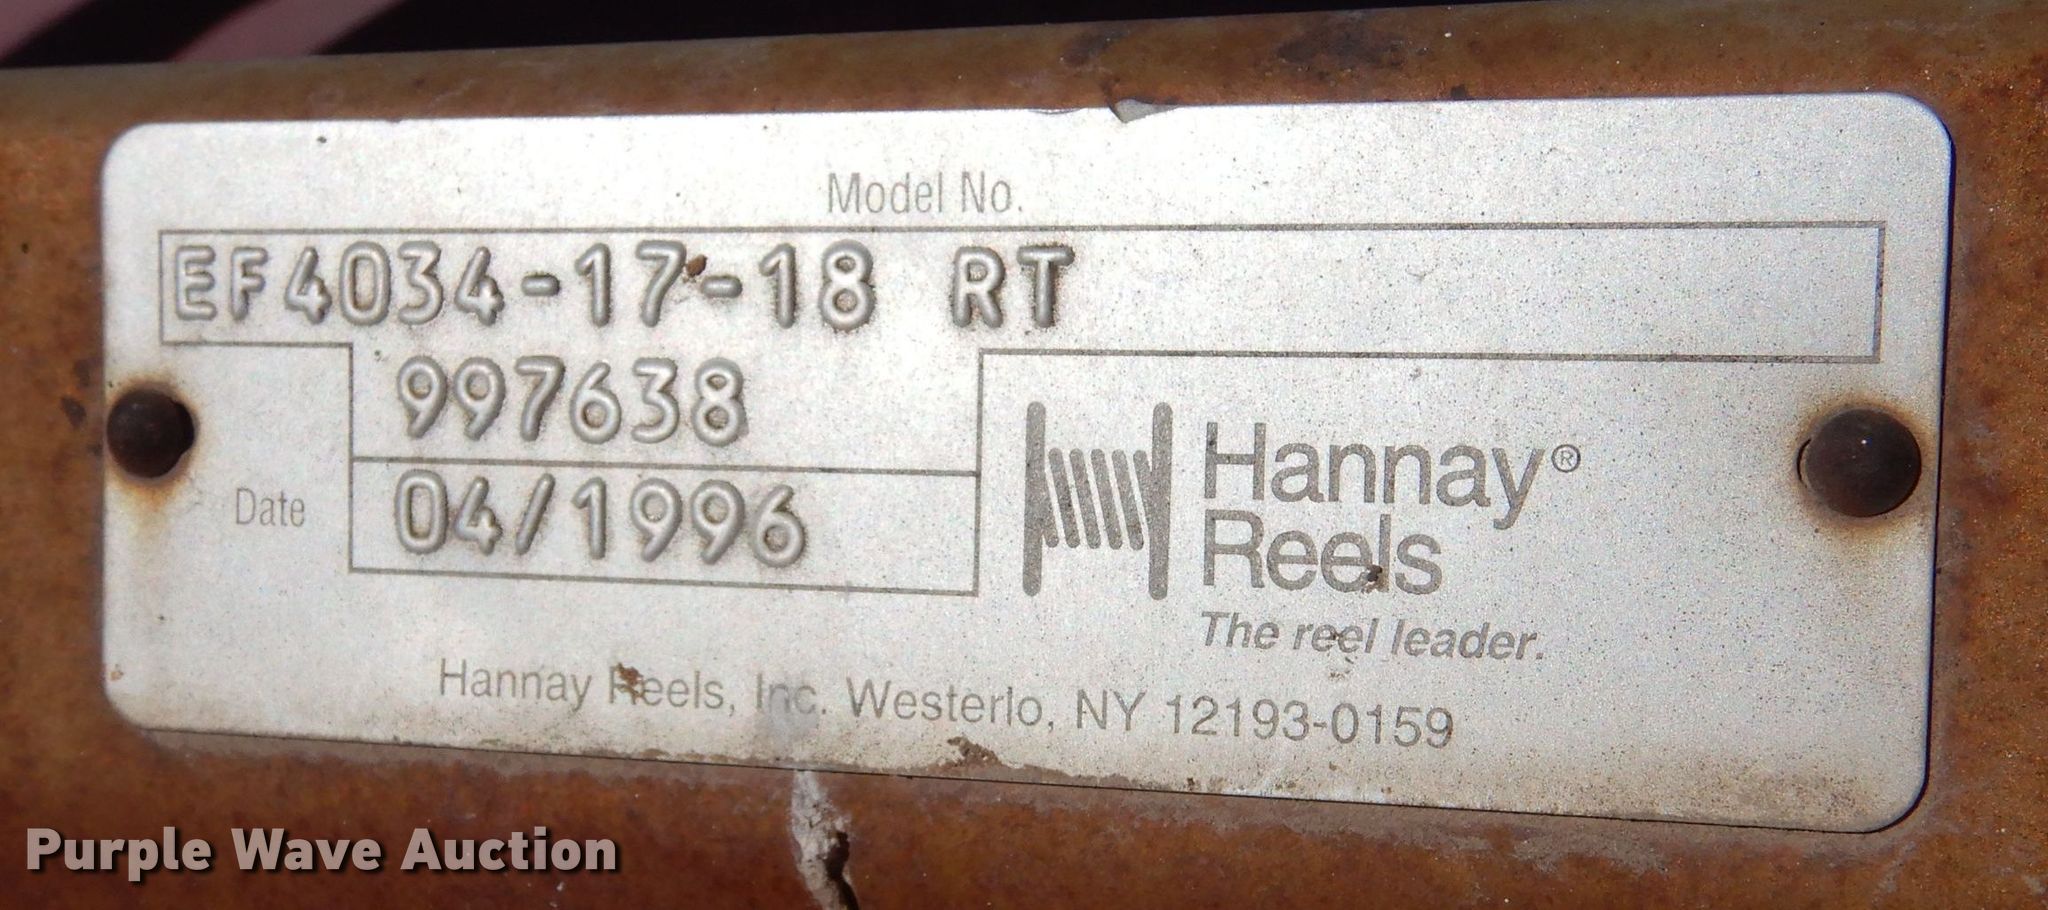 Model No.
EF4034-17-18 RT
997638
Date 04/1996
Hannay®
Reels
The reel leader.
Hannay Reels, Inc. Westerlo, NY 12193-0159
Purple Wave Auction